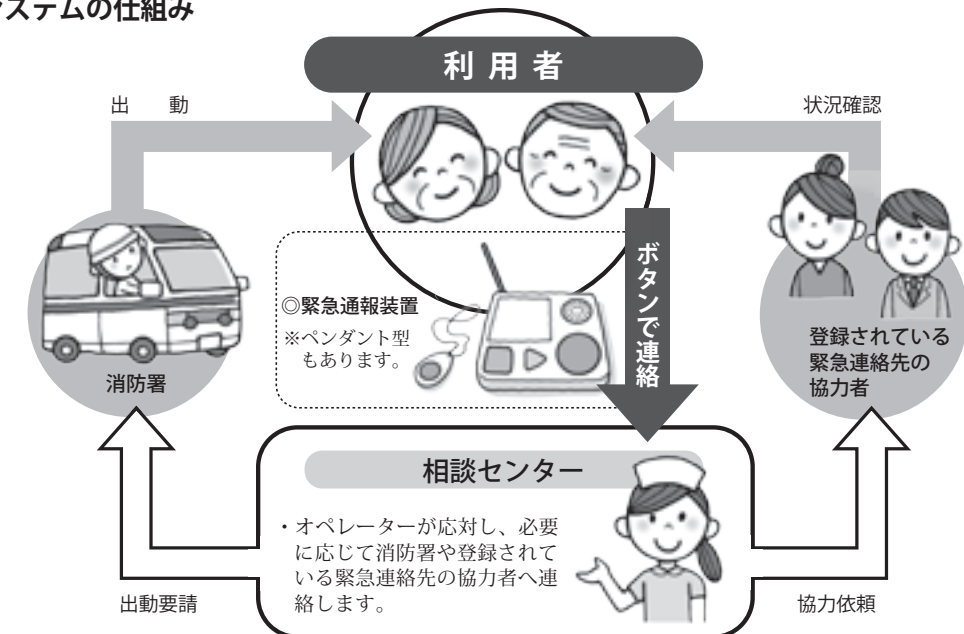 ステムの仕組み
利用者
出　動
状況確認
ボタンで連絡
◎緊急通報装置
※ペンダント型
もあります。
消防署
登録されている
緊急連絡先の
協力者
相談センター
・オペレーターが応対し、必要
に応じて消防署や登録されて
いる緊急連絡先の協力者へ連
絡します。
出動要請
協力依頼